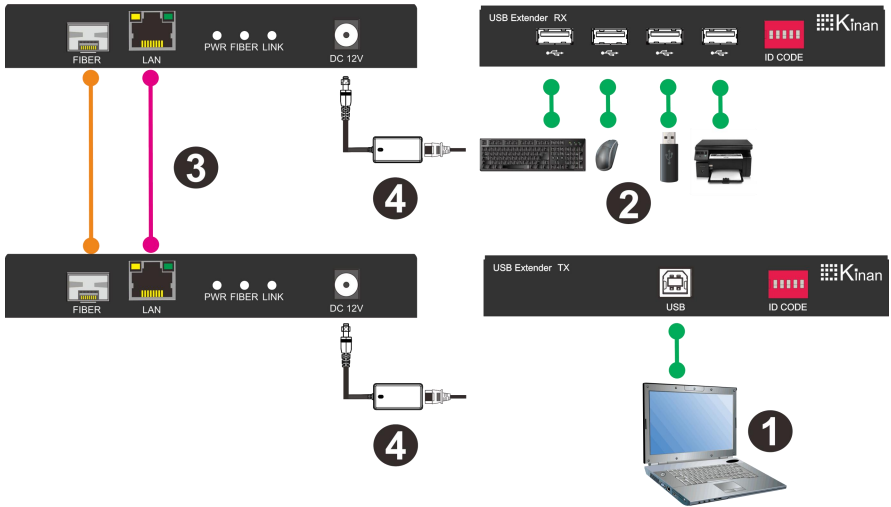 FIBER
LAN
PWR FIBER LINK
DC 12V
USB Extender RX
ID CODE
Kinan
3
4
2
FIBER
LAN
PWR FIBER LINK
DC 12V
USB Extender TX
USB
ID CODE
Kinan
4
1